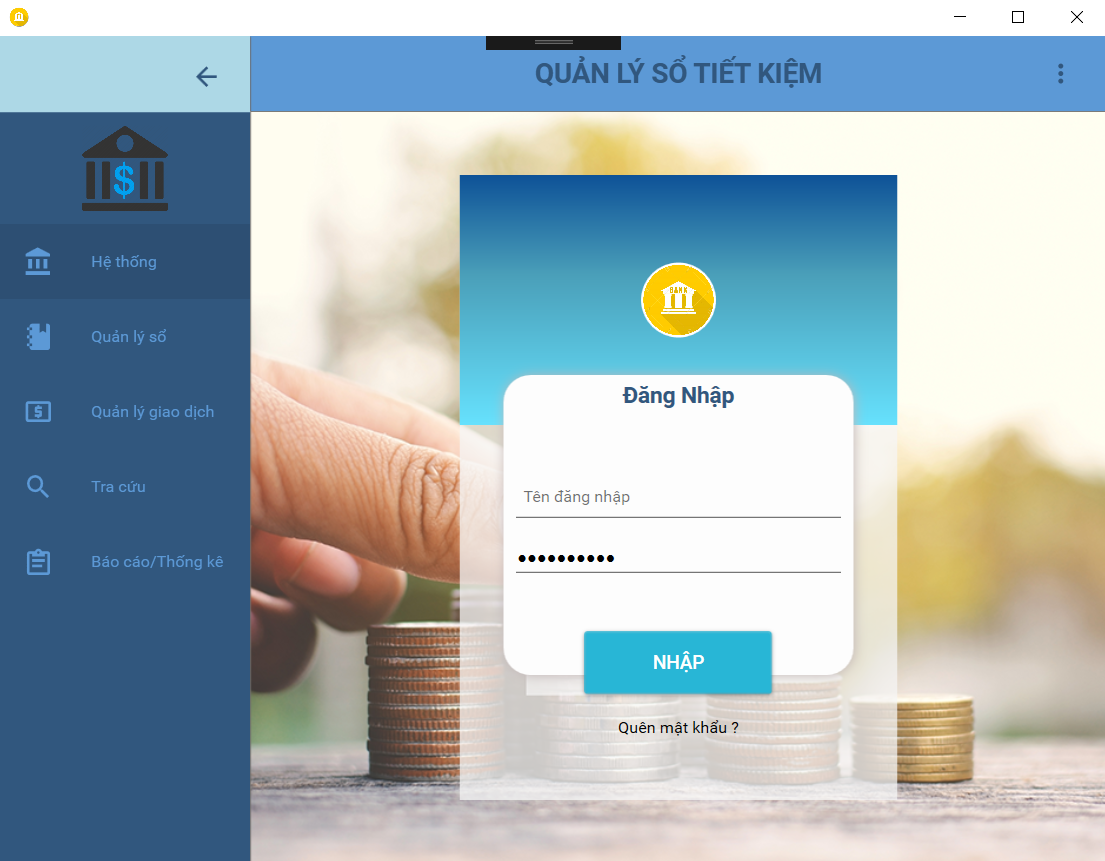 QUẢN LÝ SỔ TIẾT KIỆM
$
Hệ thống
Quản lý sổ
Quản lý giao dịch
Tra cứu
Báo cáo/Thống kê
BANK
Đăng Nhập
Tên đăng nhập
••••••••••
NHẬP
Quên mật khẩu ?